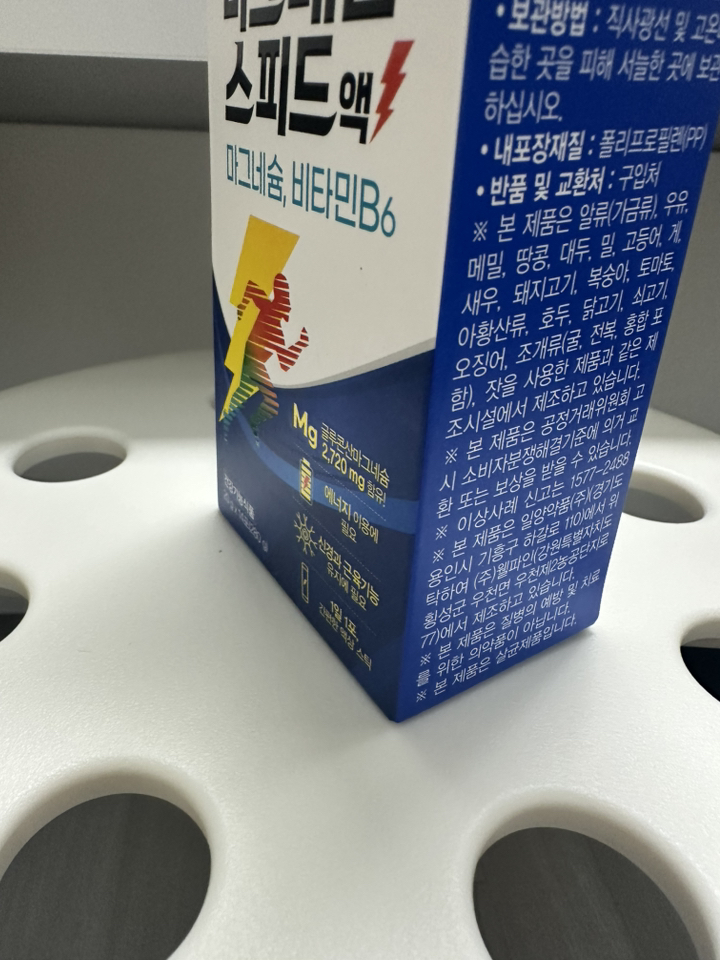 스피드액
마그네슘, 비타민B6
Mg 글루콘산마그네슘
2,720 mg 함유!
에너지 이용에
필요
신경과 근육기능
유지에 필요
1일 1포,
간편한 액상 스틱
건강기능식품
• 보관방법 : 직사광선 및 고온
습한 곳을 피해 서늘한 곳에 보관
하십시오.
• 내포장재질 : 폴리프로필렌(PP)
• 반품 및 교환처 : 구입처
※ 본 제품은 알류(가금류), 우유,
메밀, 땅콩, 대두, 밀, 고등어, 게,
새우, 돼지고기, 복숭아, 토마토,
아황산류, 호두, 닭고기, 쇠고기,
오징어, 조개류(굴, 전복, 홍합 포
함), 잣을 사용한 제품과 같은 제
조시설에서 제조하고 있습니다.
※ 본 제품은 공정거래위원회 고
시 소비자분쟁해결기준에 의거 교
환 또는 보상을 받을 수 있습니다.
※ 이상사례 신고는 1577-2488
※ 본 제품은 일양약품(주)(경기도
용인시 기흥구 하갈로 110)에서 위
탁하여 (주)웰파인(강원특별자치도
횡성군 우천면 우천제2농공단지로
77)에서 제조하고 있습니다.
※ 본 제품은 질병의 예방 및 치료
를 위한 의약품이 아닙니다.
※ 본 제품은 살균제품입니다.